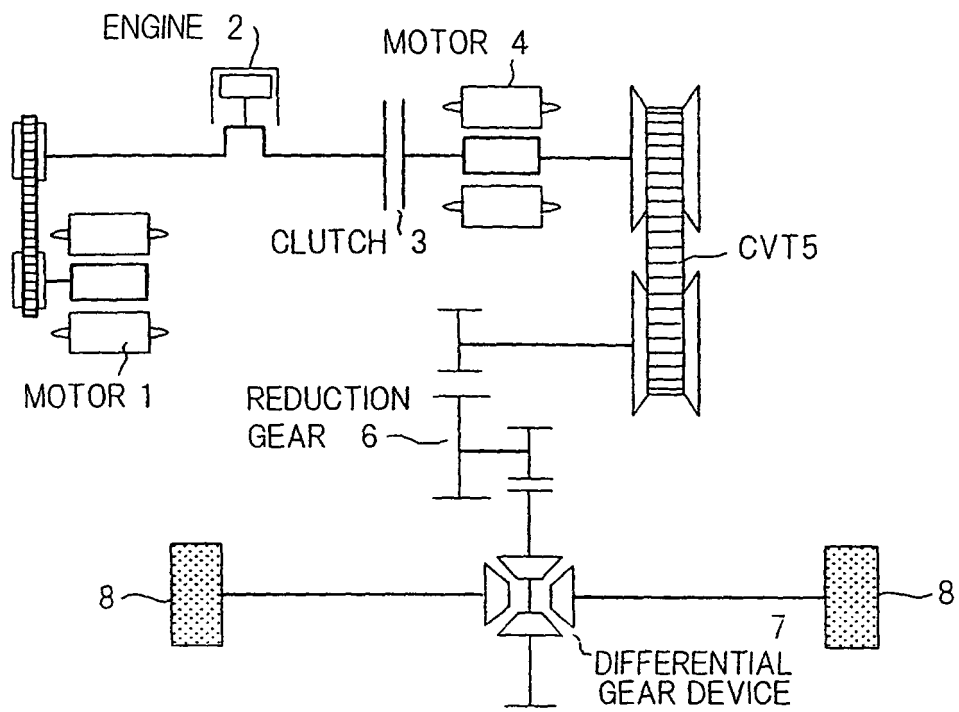 ENGINE 2
MOTOR 4
CLUTCH 3
CVT5
MOTOR 1
REDUCTION
GEAR 6
8
8
7
DIFFERENTIAL
GEAR DEVICE